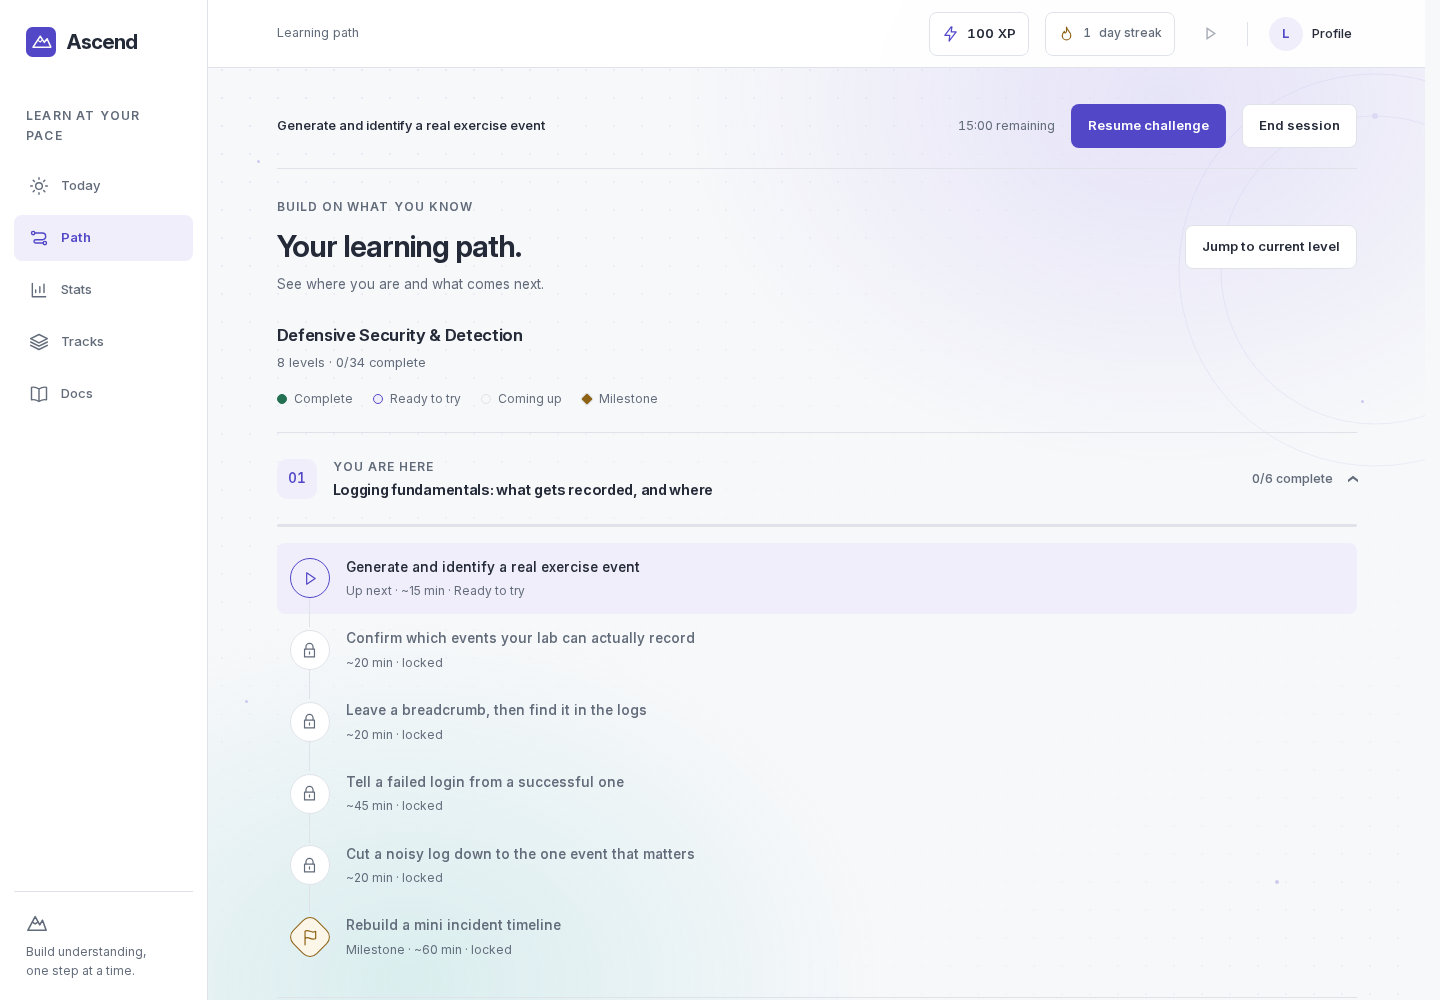 Ascend
LEARN AT YOUR
PACE
Today
Path
Stats
Tracks
Docs
Build understanding,
one step at a time.
Learning path
100 XP
1 day streak
L
Profile
Generate and identify a real exercise event
15:00 remaining
Resume challenge
End session
BUILD ON WHAT YOU KNOW
Your learning path.
See where you are and what comes next.
Jump to current level
Defensive Security & Detection
8 levels · 0/34 complete
Complete
Ready to try
Coming up
Milestone
01
YOU ARE HERE
Logging fundamentals: what gets recorded, and where
0/6 complete
Generate and identify a real exercise event
Up next · ~15 min · Ready to try
Confirm which events your lab can actually record
~20 min · locked
Leave a breadcrumb, then find it in the logs
~20 min · locked
Tell a failed login from a successful one
~45 min · locked
Cut a noisy log down to the one event that matters
~20 min · locked
Rebuild a mini incident timeline
Milestone · ~60 min · locked